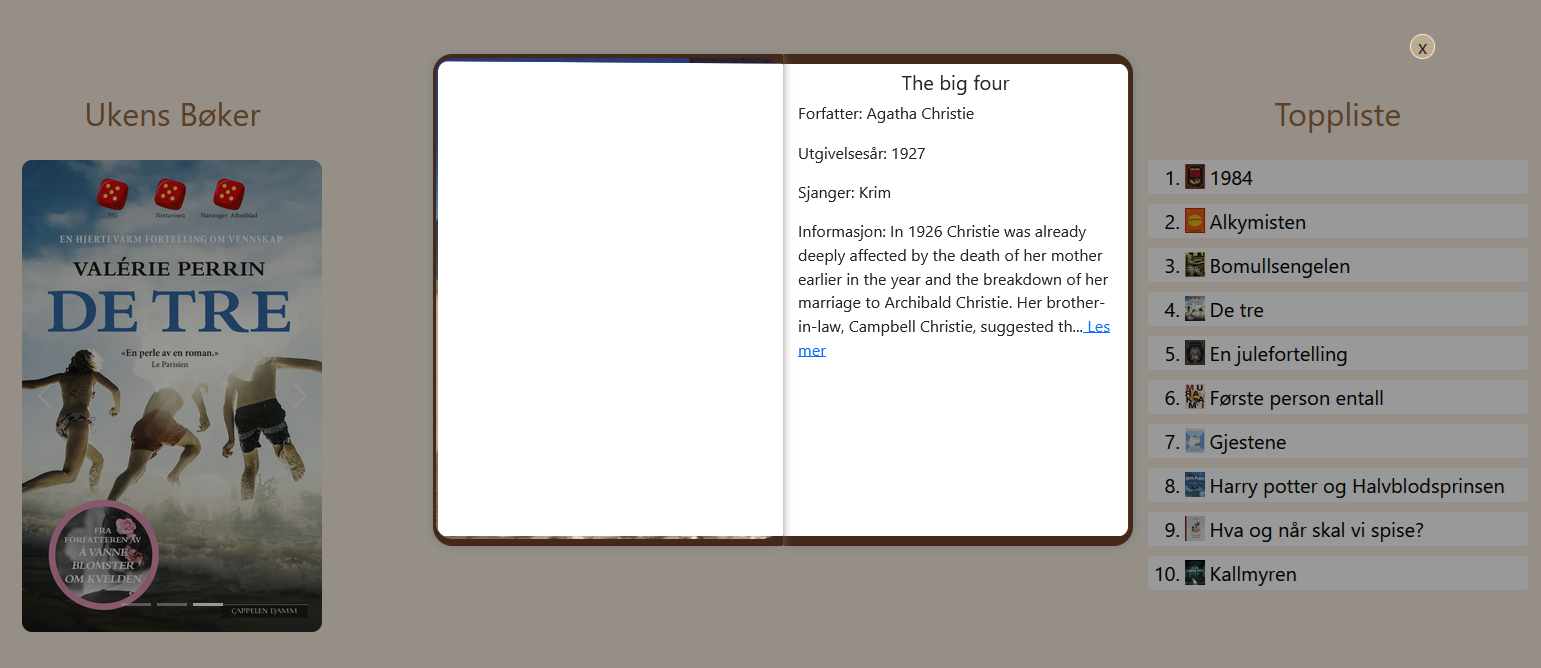 x
Ukens Bøker
VG
Nettavisen
Stavanger Aftenblad
EN HJERTEVARM FORTELLING OM VENNSKAP
VALÉRIE PERRIN
DE TRE
«En perle av en roman.»
Le Parisien
FRA
FORFATTEREN AV
Å VANNE
BLOMSTER
OM KVELDEN
CAPPELEN DAMM
The big four
Forfatter: Agatha Christie
Utgivelsesår: 1927
Sjanger: Krim
Informasjon: In 1926 Christie was already
deeply affected by the death of her mother
earlier in the year and the breakdown of her
marriage to Archibald Christie. Her brother-
in-law, Campbell Christie, suggested th... Les
mer
Toppliste
1. 1984
2. Alkymisten
3. Bomullsengelen
4. De tre
5. En julefortelling
6. Første person entall
7. Gjestene
8. Harry potter og Halvblodsprinsen
9. Hva og når skal vi spise?
10. Kallmyren